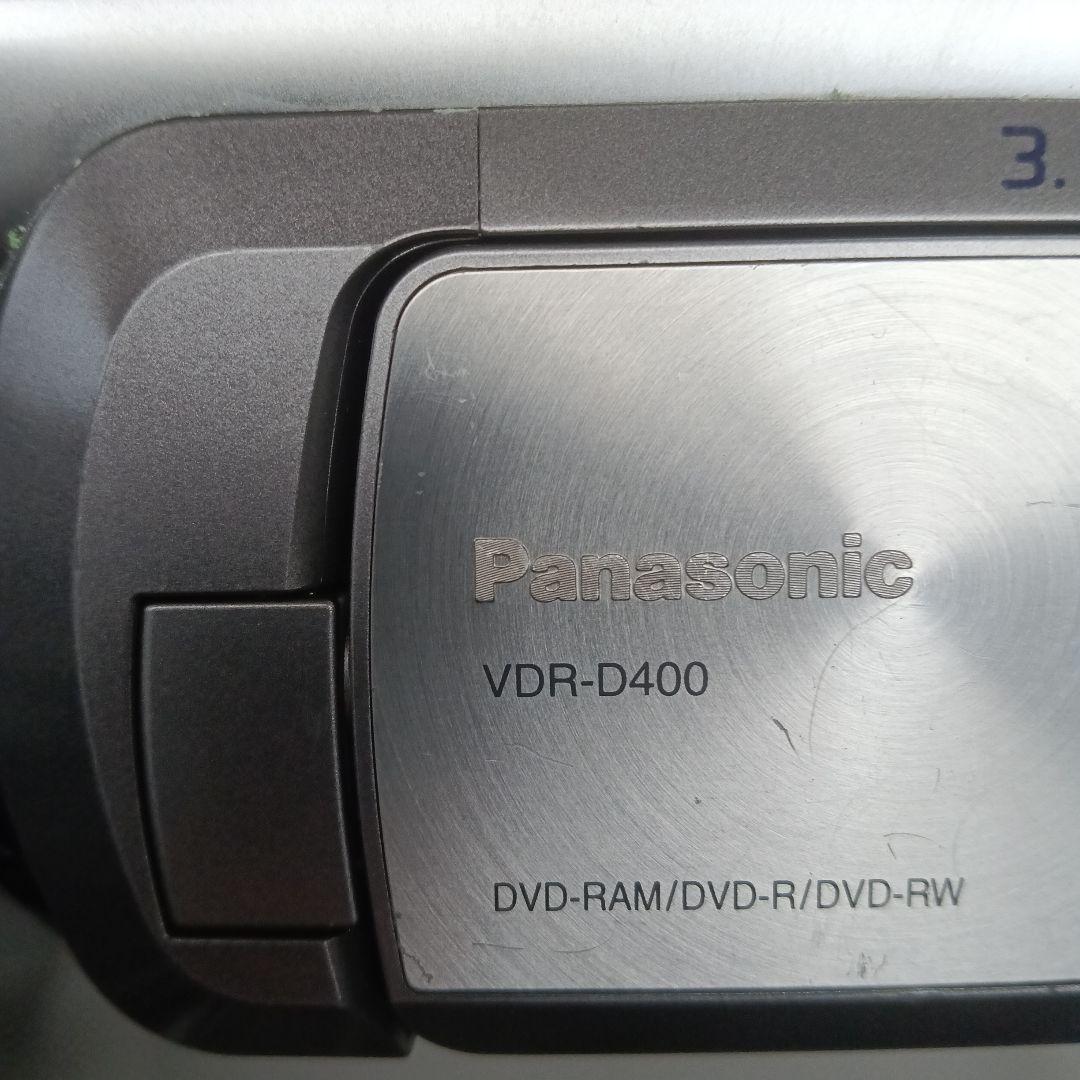 3.
Panasonic
VDR-D400
DVD-RAM/DVD-R/DVD-RW